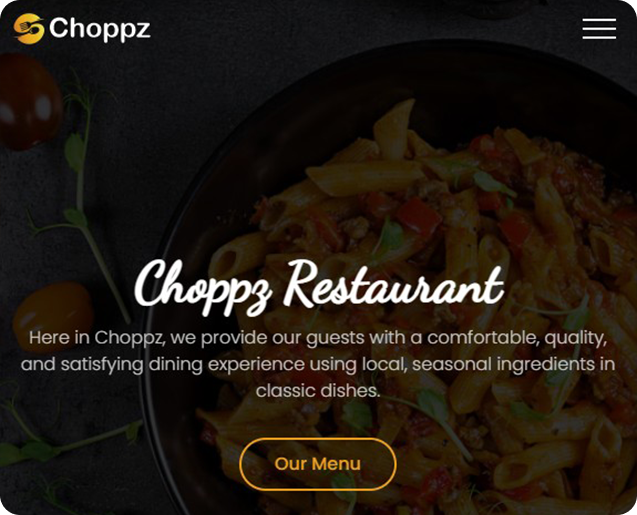 Choppz
Choppz Restaurant
Here in Choppz, we provide our guests with a comfortable, quality,
and satisfying dining experience using local, seasonal ingredients in
classic dishes.
Our Menu